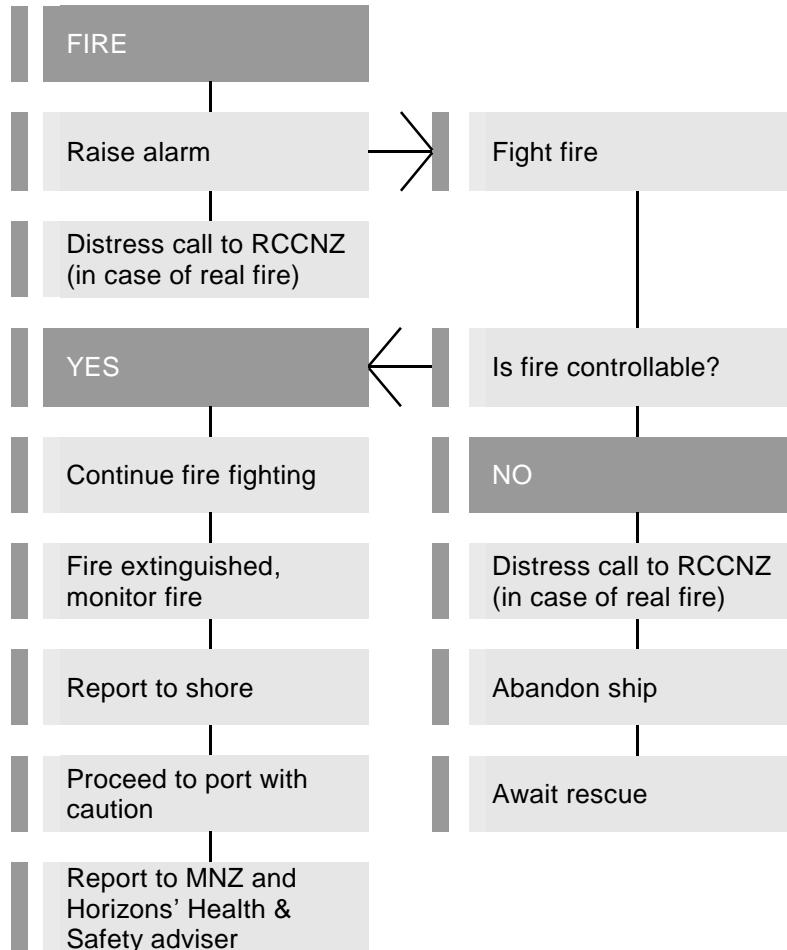 FIRE
Raise alarm
Fight fire
Distress call to RCCNZ
(in case of real fire)
YES
Is fire controllable?
Continue fire fighting
NO
Fire extinguished,
monitor fire
Distress call to RCCNZ
(in case of real fire)
Report to shore
Abandon ship
Proceed to port with
caution
Await rescue
Report to MNZ and
Horizons’ Health &
Safety adviser